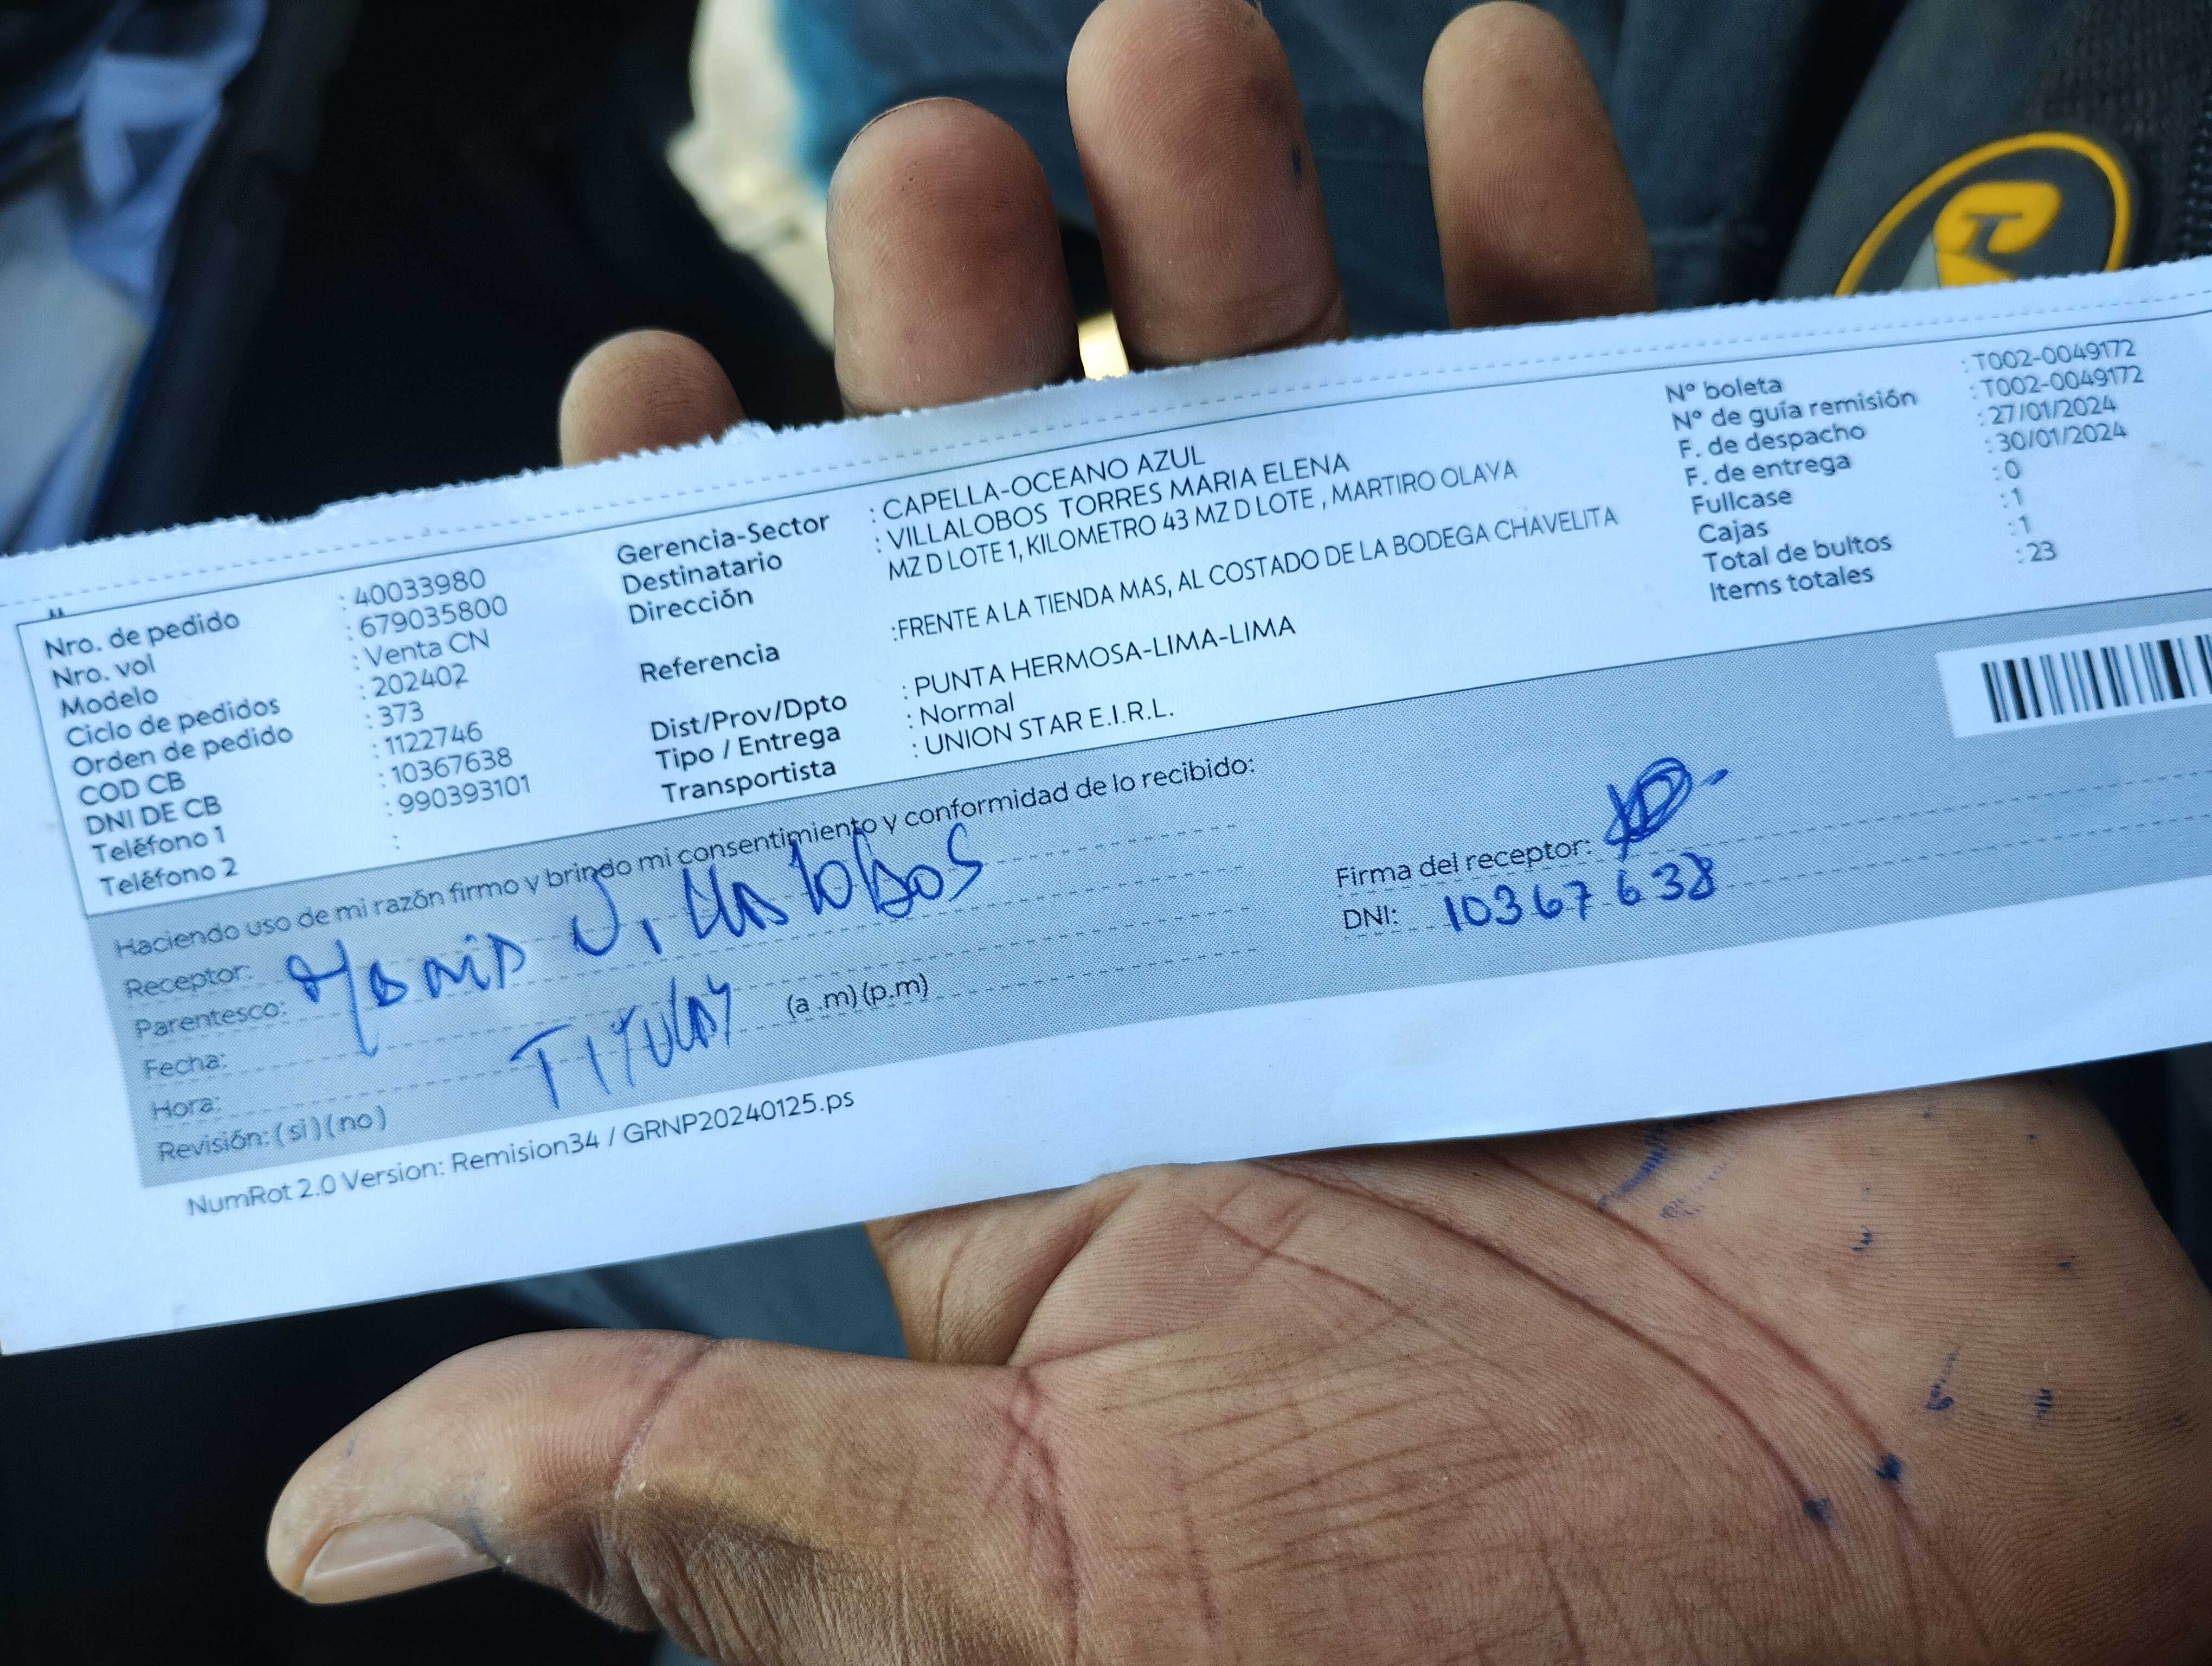 Nro. de pedido : 40033980
Nro. vol : 679035800
Modelo : Venta CN
Ciclo de pedidos : 202402
Orden de pedido : 373
COD CB : 1122746
DNI DE CB : 10367638
Teléfono 1 : 990393101
Teléfono 2 :
Gerencia-Sector : CAPELLA-OCEANO AZUL
Destinatario : VILLALOBOS TORRES MARIA ELENA
Dirección MZ D LOTE 1, KILOMETRO 43 MZ D LOTE , MARTIRO OLAYA
Referencia :FRENTE A LA TIENDA MAS, AL COSTADO DE LA BODEGA CHAVELITA
Dist/Prov/Dpto : PUNTA HERMOSA-LIMA-LIMA
Tipo / Entrega : Normal
Transportista : UNION STAR E.I.R.L.
Nº boleta : T002-0049172
Nº de guía remisión : T002-0049172
F. de despacho : 27/01/2024
F. de entrega : 30/01/2024
Fullcase : 0
Cajas : 1
Total de bultos : 1
Items totales : 23
Haciendo uso de mi razón firmo y brindo mi consentimiento y conformidad de lo recibido:
Receptor: Maria Villalobos
Parentesco: Titular
Fecha:
Hora: (a .m) (p.m)
Revisión: ( si ) ( no )
Firma del receptor:
DNI: 10367638
NumRot 2.0 Version: Remision34 / GRNP20240125.ps